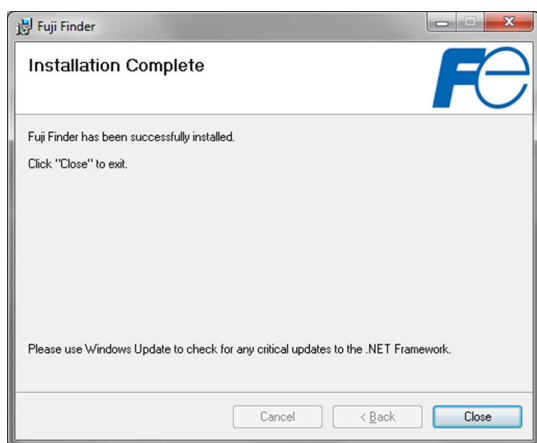 Fuji Finder
Installation Complete
Fe
Fuji Finder has been successfully installed.
Click "Close" to exit.
Please use Windows Update to check for any critical updates to the .NET Framework.
Cancel
< Back
Close